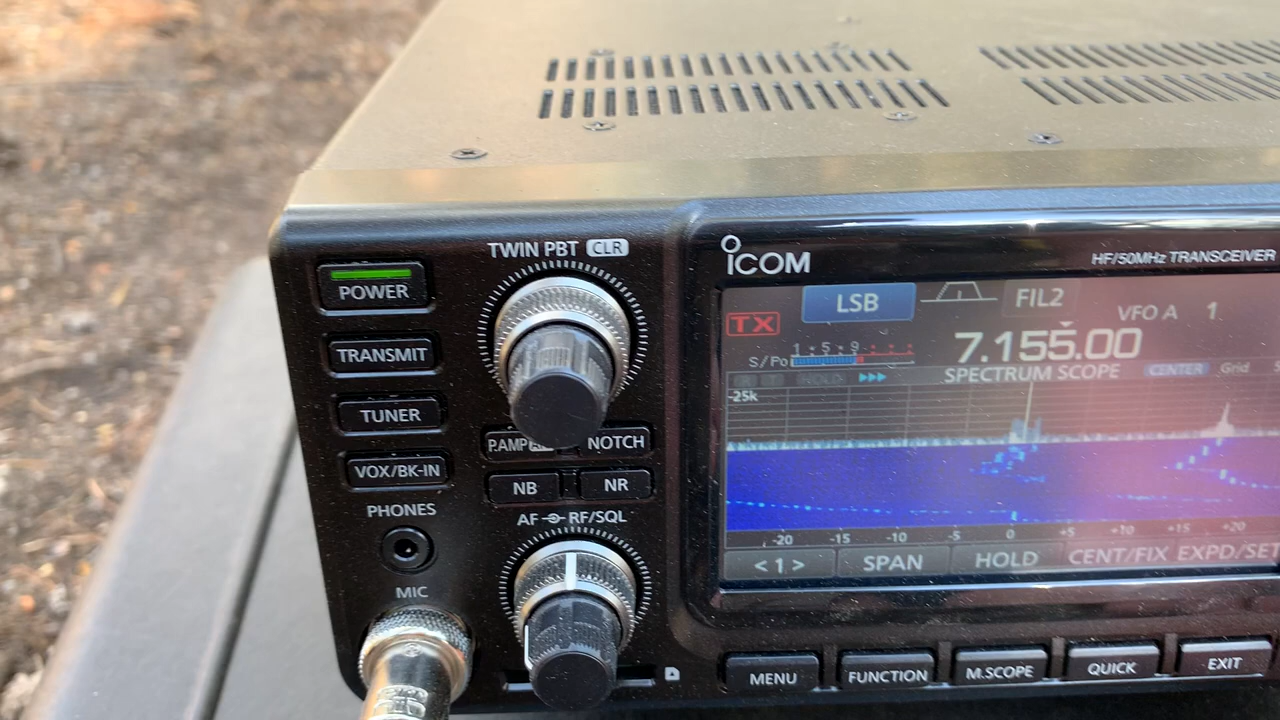 TWIN PBT CLR
POWER
TRANSMIT
TUNER
VOX/BK-IN
P.AMP
NOTCH
NB
NR
PHONES
AF RF/SQL
MIC
ICOM
HF/50MHz TRANSCEIVER
LSB
FIL2
TX
VFO A 1
7.155.00
S/Po 1 5 9
HOLD
SPECTRUM SCOPE
CENTER
Grid
-25k
-20 -15 -10 -5 0 +5 +10 +15 +20
<1>
SPAN
HOLD
CENT/FIX
EXPD/SET
MENU
FUNCTION
M.SCOPE
QUICK
EXIT